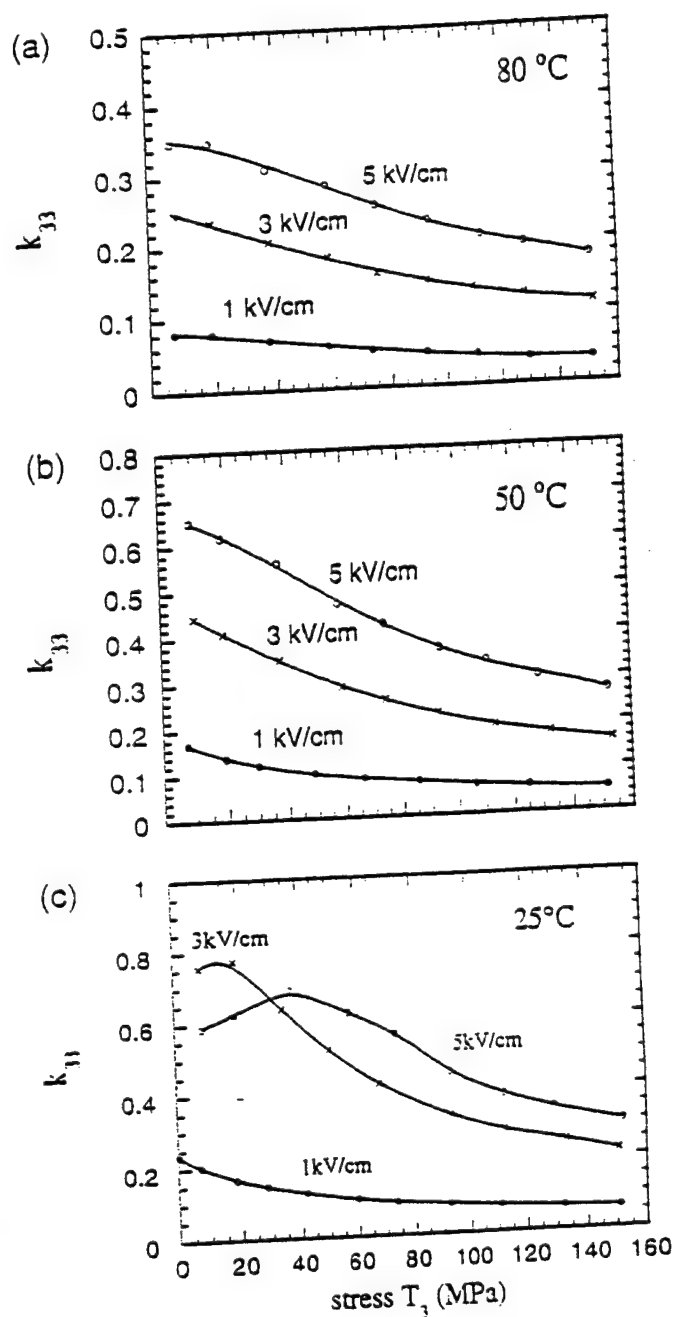 (a)
0.5
80 °C
0.4
5 kV/cm
0.3
3 kV/cm
k33
0.2
1 kV/cm
0.1
0
(b)
0.8
50 °C
0.7
0.6
5 kV/cm
0.5
3 kV/cm
0.4
k33
0.3
1 kV/cm
0.2
0.1
0
(c)
1
25°C
3kV/cm
0.8
0.6
5kV/cm
k33
0.4
1kV/cm
0.2
0
0 20 40 60 80 100 120 140 160
stress T3 (MPa)